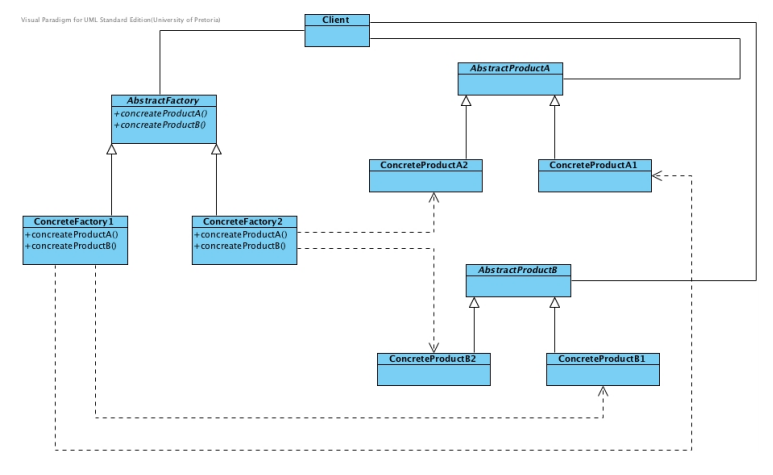 Visual Paradigm for UML Standard Edition(University of Pretoria)
Client
AbstractProductA
AbstractFactory
+concreateProductA()
+concreateProductB()
ConcreteProductA2
ConcreteProductA1
ConcreteFactory1
+concreateProductA()
+concreateProductB()
ConcreteFactory2
+concreateProductA()
+concreateProductB()
AbstractProductB
ConcreteProductB2
ConcreteProductB1